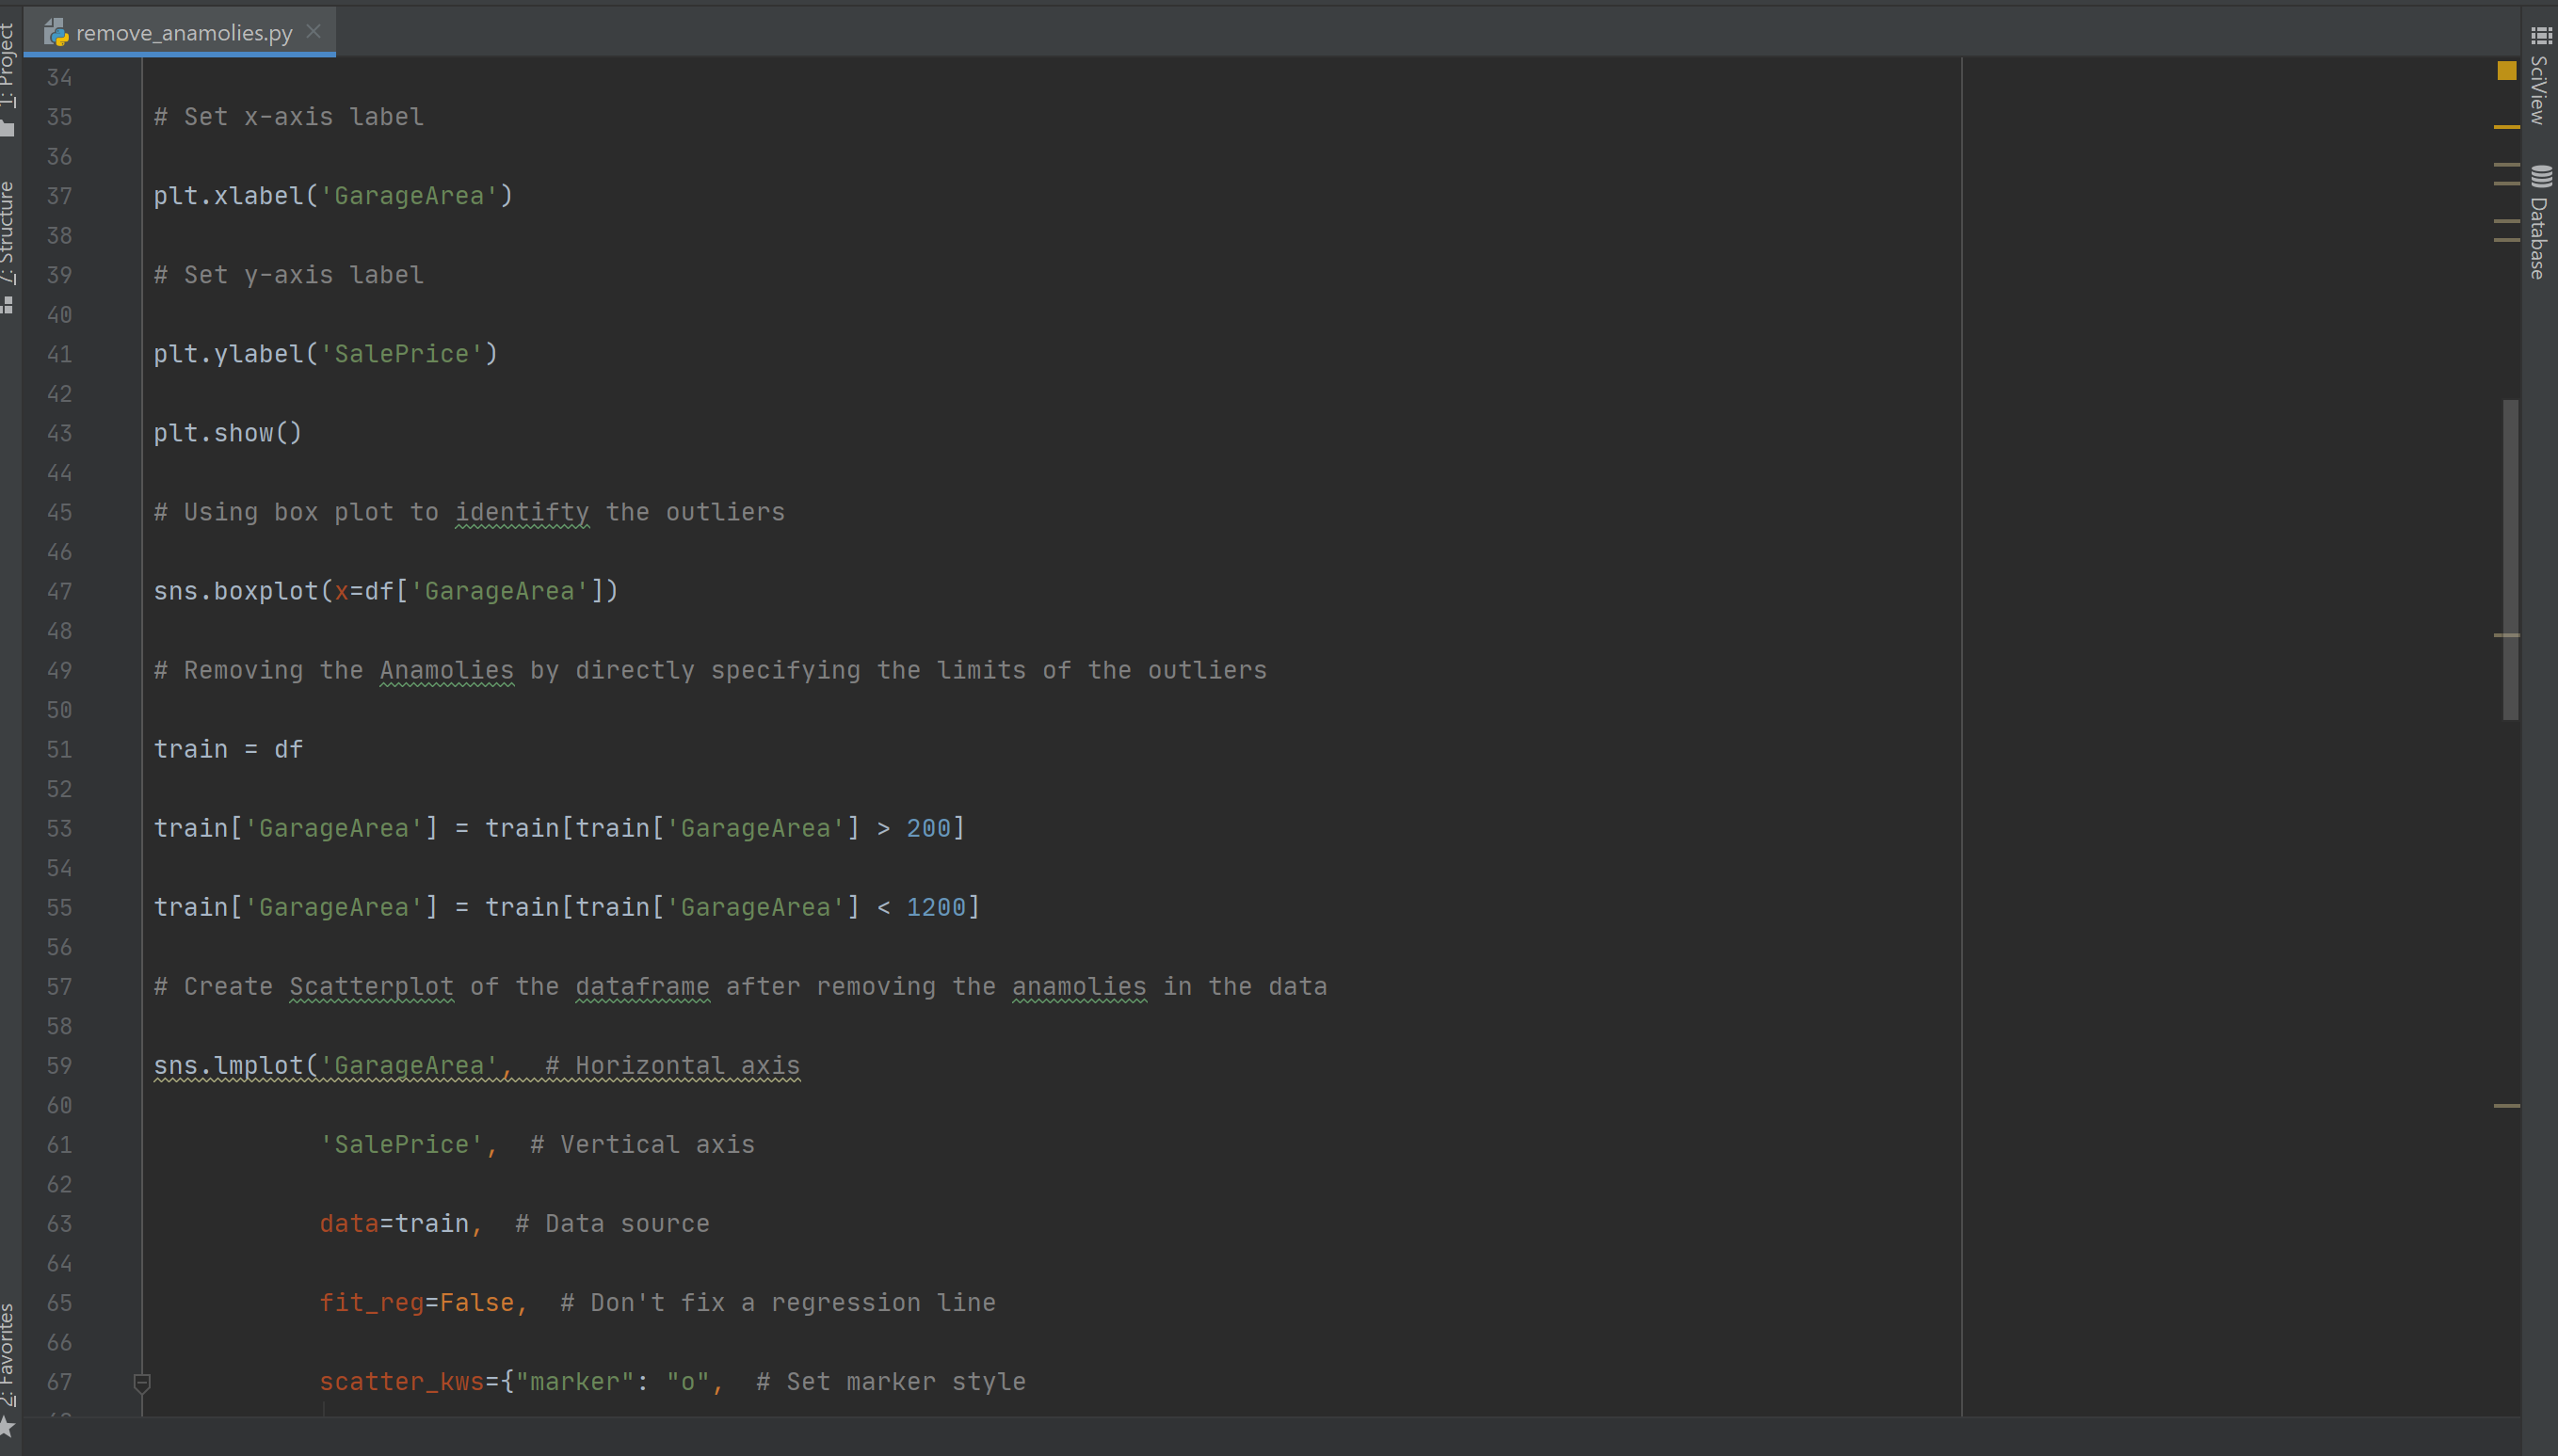 remove_anamolies.py
1: Project
7: Structure
2: Favorites
SciView
Database
34
35 # Set x-axis label
36
37 plt.xlabel('GarageArea')
38
39 # Set y-axis label
40
41 plt.ylabel('SalePrice')
42
43 plt.show()
44
45 # Using box plot to identifty the outliers
46
47 sns.boxplot(x=df['GarageArea'])
48
49 # Removing the Anamolies by directly specifying the limits of the outliers
50
51 train = df
52
53 train['GarageArea'] = train[train['GarageArea'] > 200]
54
55 train['GarageArea'] = train[train['GarageArea'] < 1200]
56
57 # Create Scatterplot of the dataframe after removing the anamolies in the data
58
59 sns.lmplot('GarageArea',  # Horizontal axis
60
61            'SalePrice',  # Vertical axis
62
63            data=train,  # Data source
64
65            fit_reg=False,  # Don't fix a regression line
66
67            scatter_kws={"marker": "o",  # Set marker style